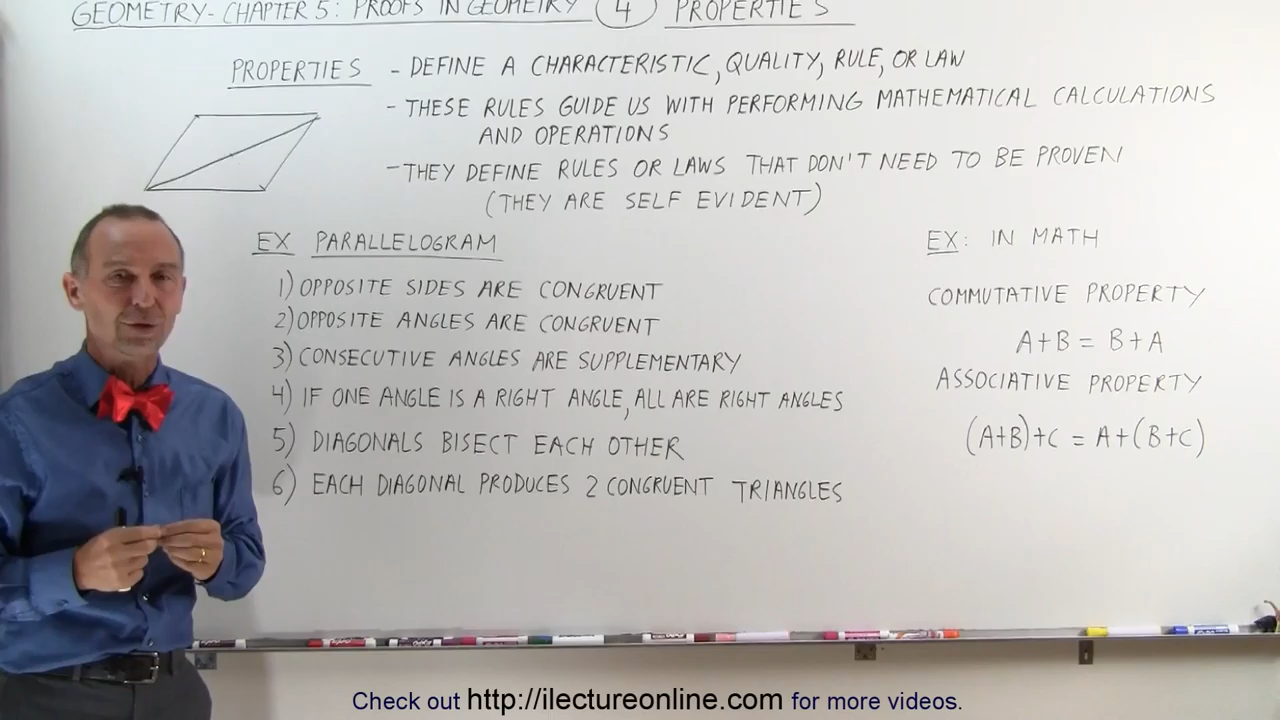 GEOMETRY - CHAPTER 5: PROOFS IN GEOMETRY 4 PROPERTIES
PROPERTIES - DEFINE A CHARACTERISTIC, QUALITY, RULE, OR LAW
- THESE RULES GUIDE US WITH PERFORMING MATHEMATICAL CALCULATIONS
AND OPERATIONS
- THEY DEFINE RULES OR LAWS THAT DON'T NEED TO BE PROVEN
(THEY ARE SELF EVIDENT)
EX PARALLELOGRAM
1) OPPOSITE SIDES ARE CONGRUENT
2) OPPOSITE ANGLES ARE CONGRUENT
3) CONSECUTIVE ANGLES ARE SUPPLEMENTARY
4) IF ONE ANGLE IS A RIGHT ANGLE, ALL ARE RIGHT ANGLES
5) DIAGONALS BISECT EACH OTHER
6) EACH DIAGONAL PRODUCES 2 CONGRUENT TRIANGLES
EX: IN MATH
COMMUTATIVE PROPERTY
A+B = B+A
ASSOCIATIVE PROPERTY
(A+B)+C = A+(B+C)
Check out http://ilectureonline.com for more videos.